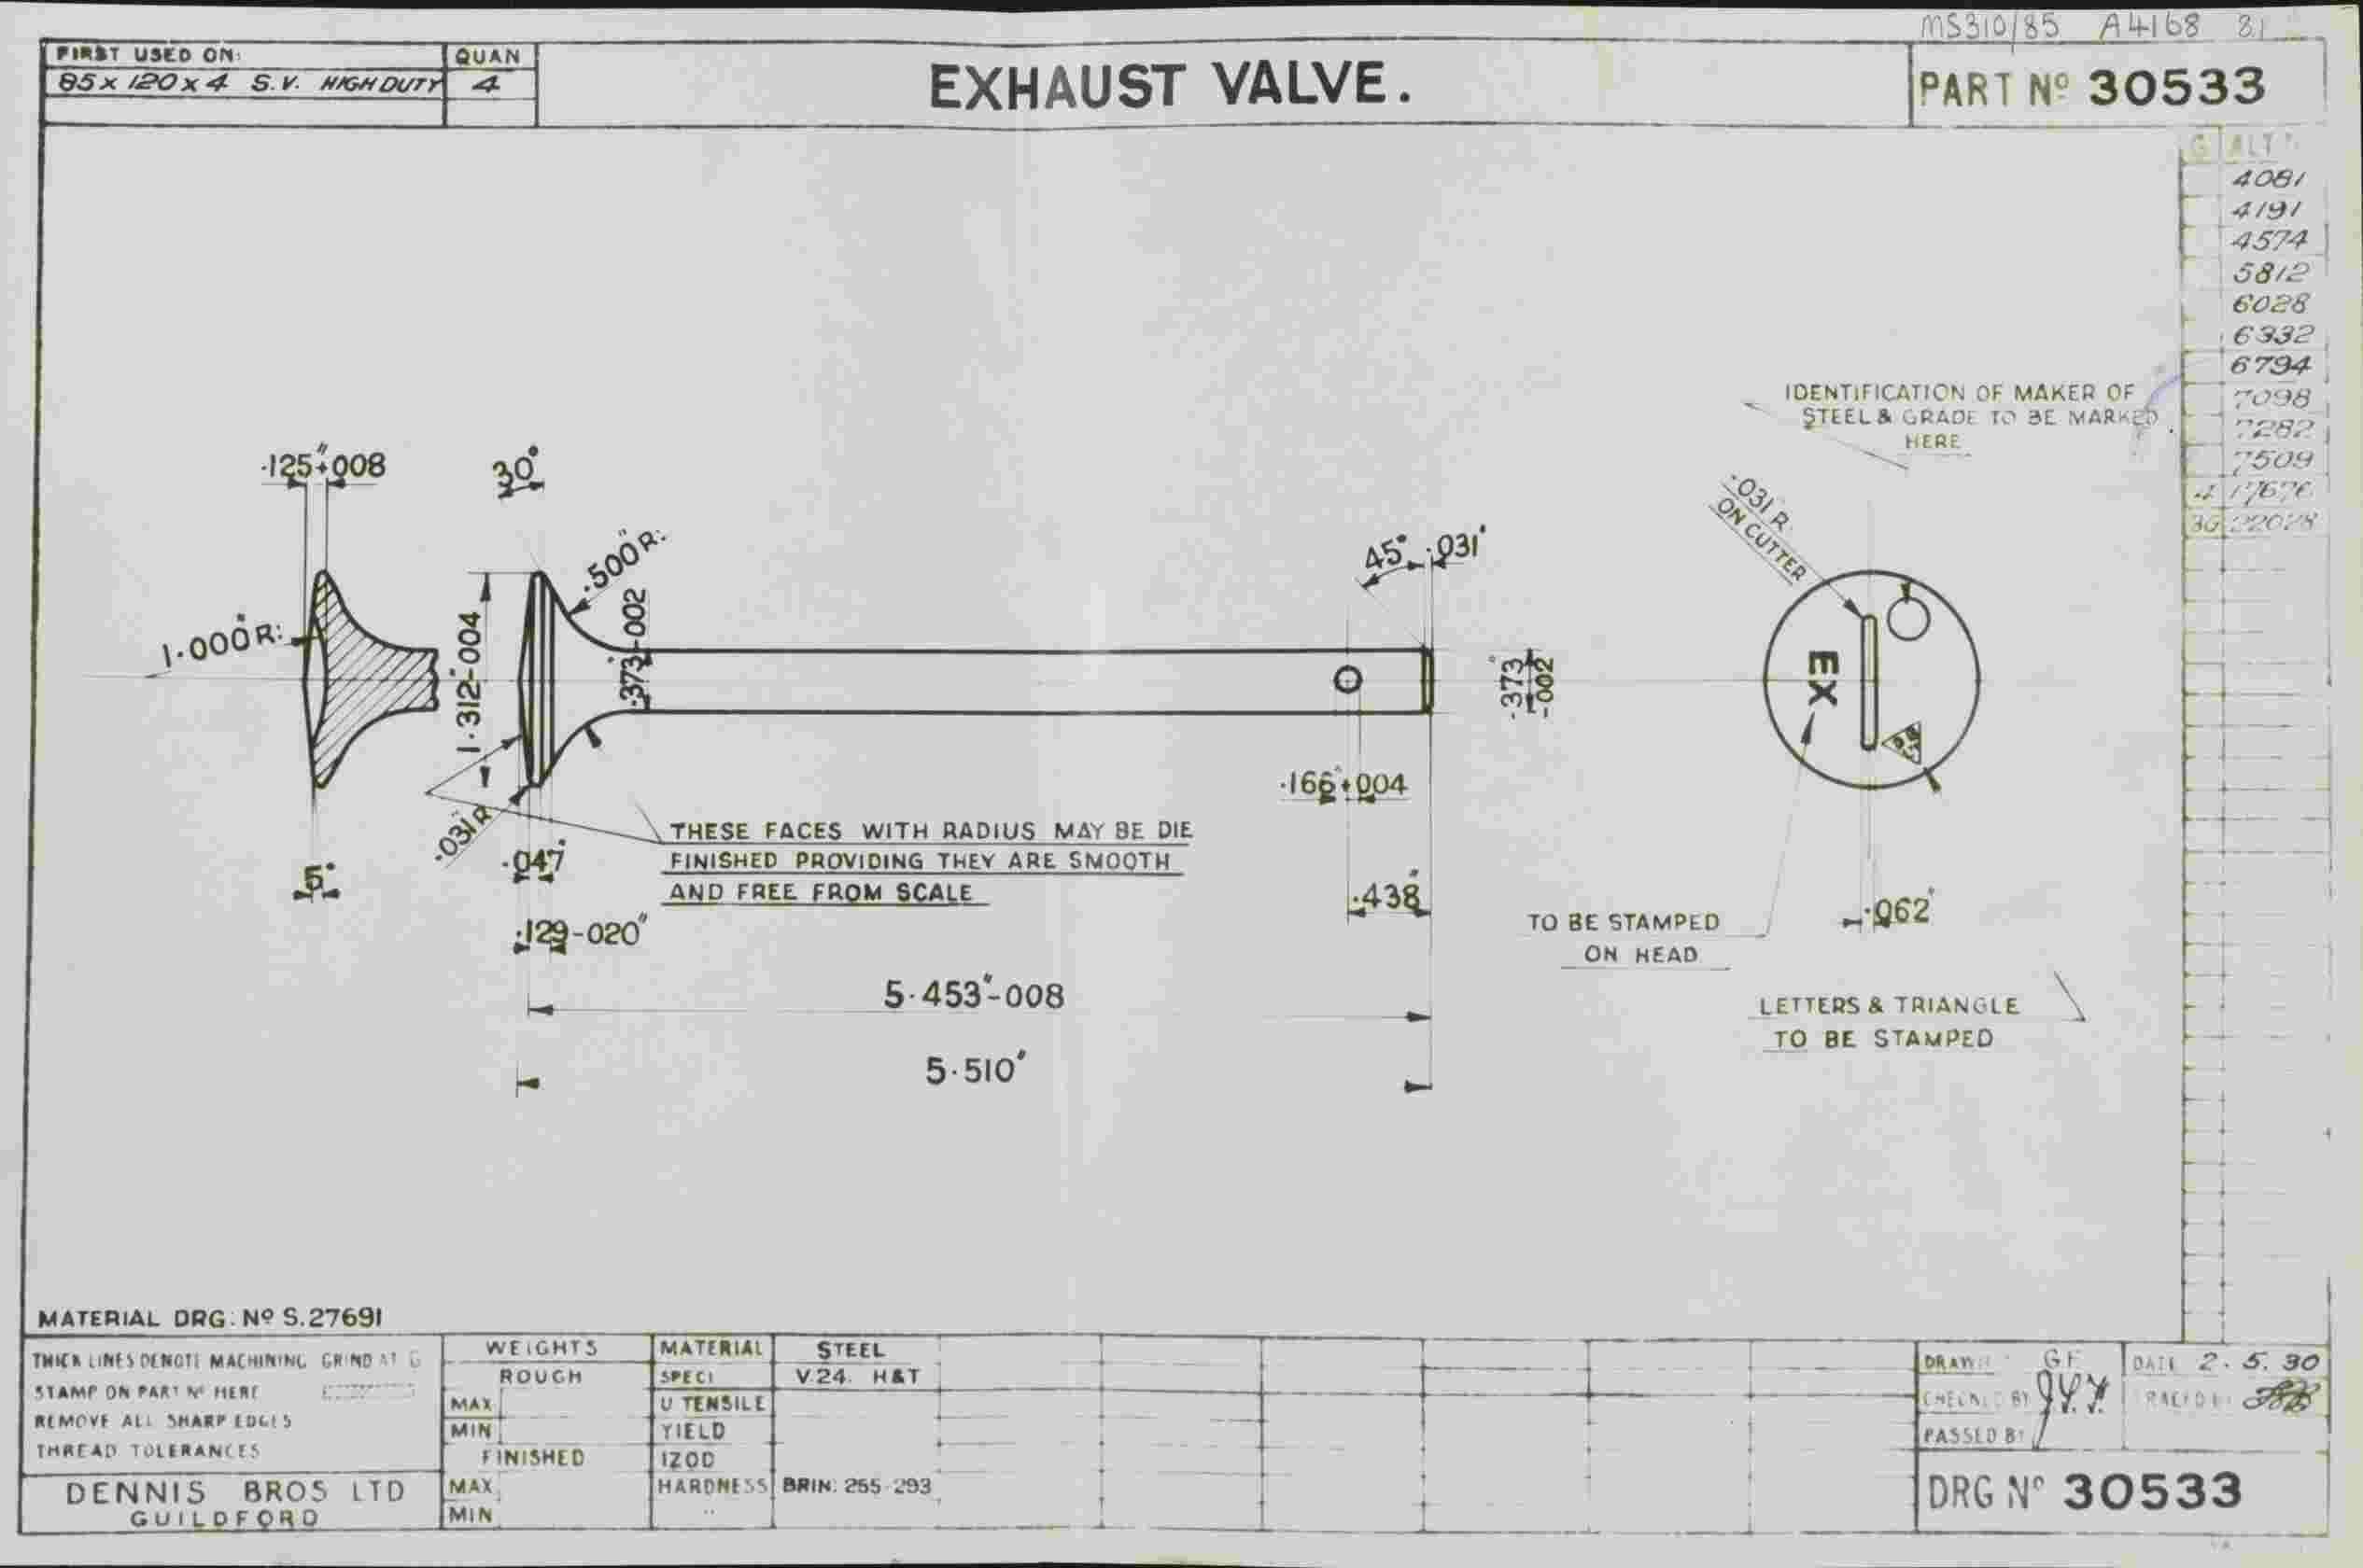 MS310/85 A4168 81
FIRST USED ON:
QUAN
85 x 120 x 4 S.V. HIGH DUTY
4
EXHAUST VALVE.
PART Nº 30533
G ALTN
4081
4191
4574
5812
6028
6332
6794
7098
7282
7509
17676
3G 22028
IDENTIFICATION OF MAKER OF
STEEL & GRADE TO BE MARKED
HERE
.125"+008
30°
.500"R:
1.000"R:
1.312"-004
.373"-002
45°
.031"
.031 R
ON CUTTER
EX
.373"
-.002
.166"+004
.031"R
.047"
5°
THESE FACES WITH RADIUS MAY BE DIE
FINISHED PROVIDING THEY ARE SMOOTH
AND FREE FROM SCALE
.438"
.129-020"
TO BE STAMPED
ON HEAD
.062"
5.453"-008
LETTERS & TRIANGLE
TO BE STAMPED
5.510"
MATERIAL DRG: Nº S.27691
THICK LINES DENOTE MACHINING GRIND AT G
STAMP ON PART Nº HERE
REMOVE ALL SHARP EDGES
THREAD TOLERANCES
DENNIS BROS LTD
GUILDFORD
WEIGHTS
ROUGH
MAX
MIN
FINISHED
MAX
MIN
MATERIAL STEEL
SPECI V.24. H&T
U TENSILE
YIELD
IZOD
HARDNESS BRIN: 255-293
DRAWN GF DATE 2.5.30
CHECKED BY TRACED BY
PASSED BY
DRG Nº 30533